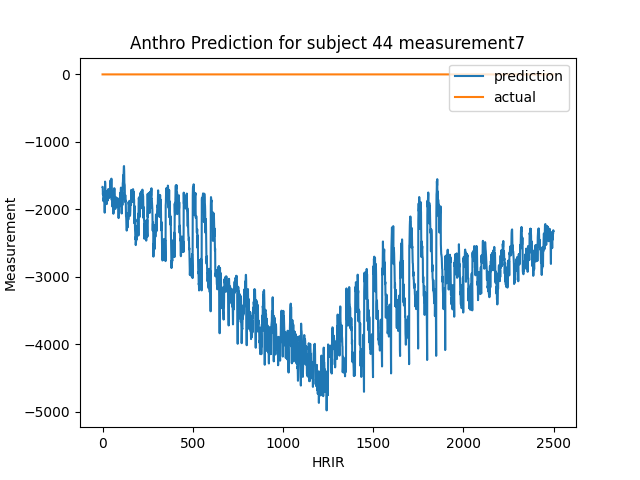 Anthro Prediction for subject 44 measurement7
prediction
actual
0
−1000
−2000
−3000
−4000
−5000
Measurement
0
500
1000
1500
2000
2500
HRIR